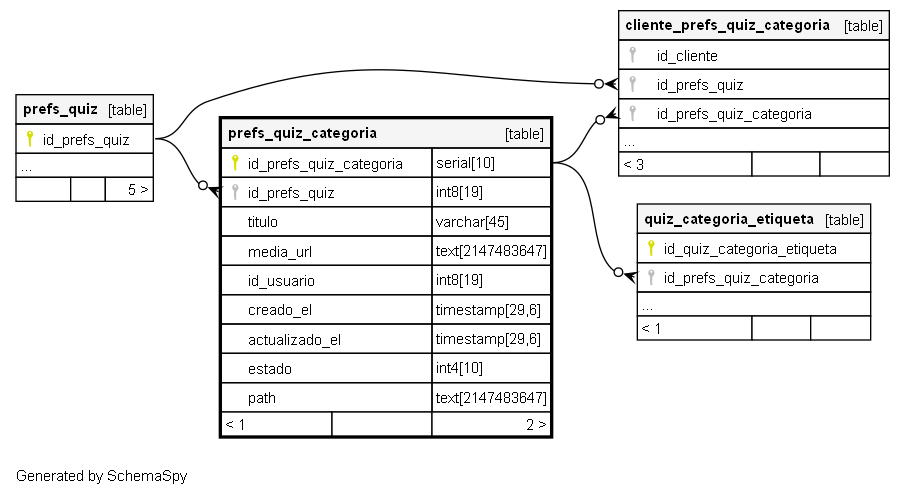 prefs_quiz [table]
id_prefs_quiz
...
5 >
prefs_quiz_categoria [table]
id_prefs_quiz_categoria serial[10]
id_prefs_quiz int8[19]
titulo varchar[45]
media_url text[2147483647]
id_usuario int8[19]
creado_el timestamp[29,6]
actualizado_el timestamp[29,6]
estado int4[10]
path text[2147483647]
< 1 2 >
cliente_prefs_quiz_categoria [table]
id_cliente
id_prefs_quiz
id_prefs_quiz_categoria
...
< 3
quiz_categoria_etiqueta [table]
id_quiz_categoria_etiqueta
id_prefs_quiz_categoria
...
< 1
Generated by SchemaSpy